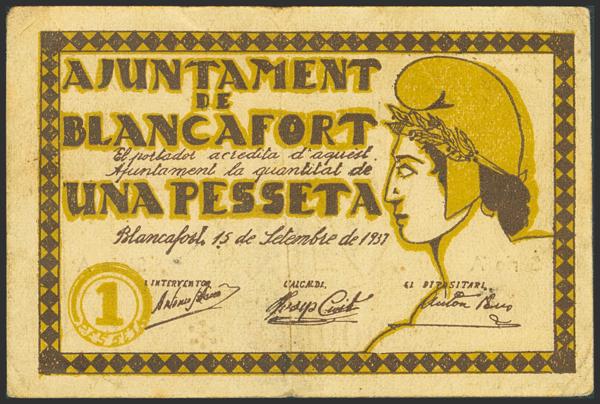 AJUNTAMENT
DE
BLANCAFORT
El portador acredita d'aquest
Ajuntament la quantitat de
UNA PESSETA
Blancafort, 15 de Setembre de 1937
L'INTERVENTOR
L'ALCALDE.
EL DIPOSITARI,
1
PESSETA